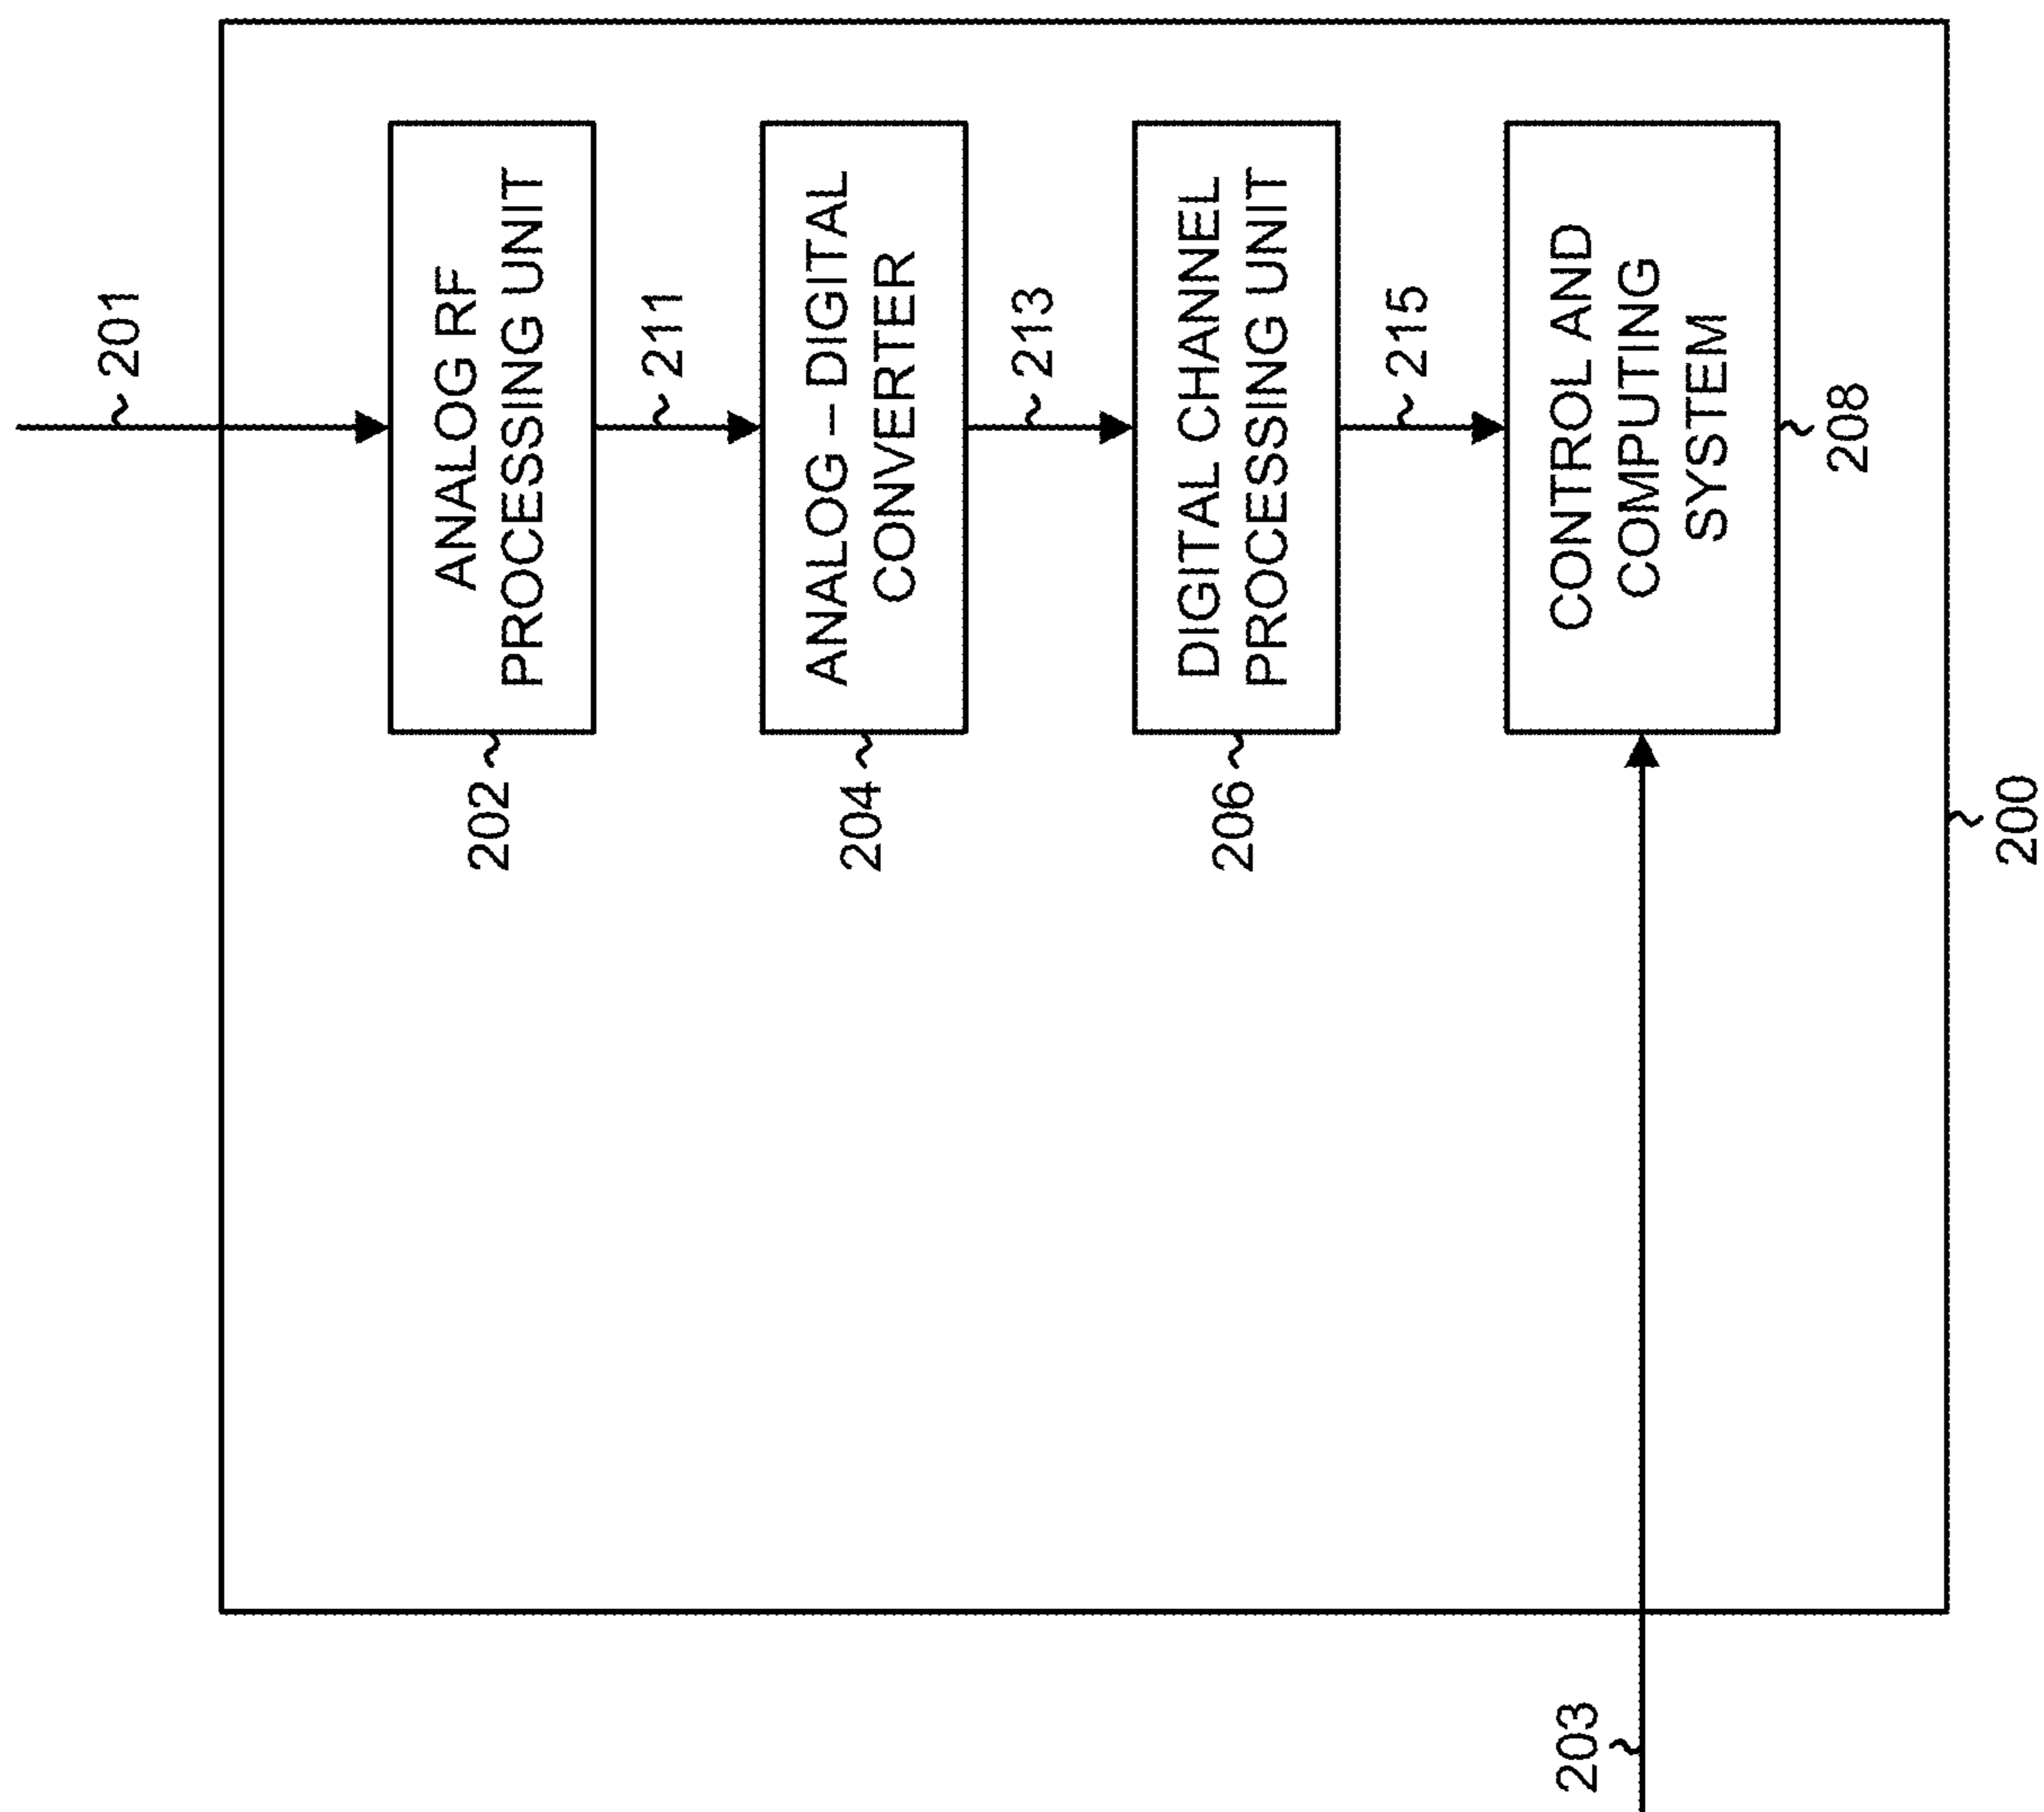 201
ANALOG RF
PROCESSING UNIT
202
211
ANALOG – DIGITAL
CONVERTER
204
213
DIGITAL CHANNEL
PROCESSING UNIT
206
215
CONTROL AND
COMPUTING
SYSTEM
208
203
200